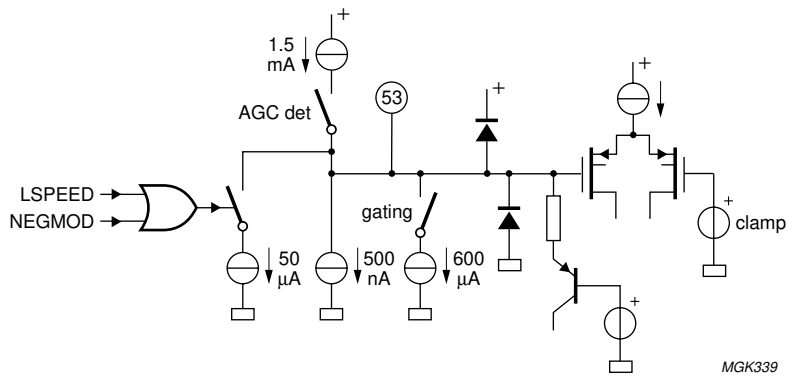 +
1.5
mA
AGC det
53
+
+
LSPEED
NEGMOD
gating
+
clamp
50
μA
500
nA
600
μA
+
MGK339